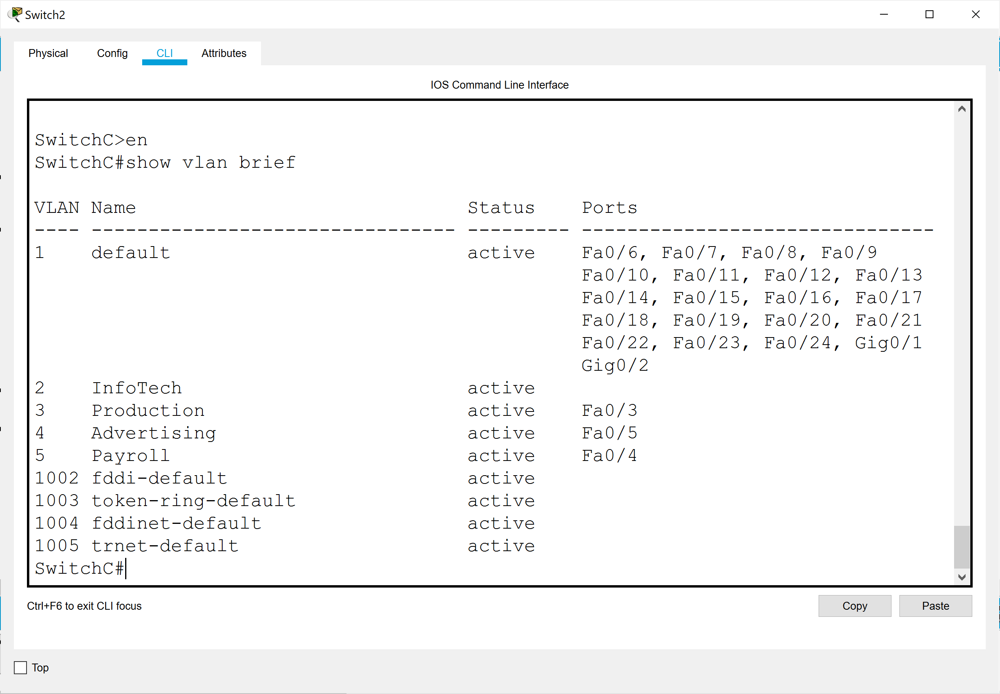 Switch2
Physical Config CLI Attributes
IOS Command Line Interface
SwitchC>en
SwitchC#show vlan brief
VLAN Name                             Status    Ports
---- -------------------------------- --------- -------------------------------
1    default                          active    Fa0/6, Fa0/7, Fa0/8, Fa0/9
                                                Fa0/10, Fa0/11, Fa0/12, Fa0/13
                                                Fa0/14, Fa0/15, Fa0/16, Fa0/17
                                                Fa0/18, Fa0/19, Fa0/20, Fa0/21
                                                Fa0/22, Fa0/23, Fa0/24, Gig0/1
                                                Gig0/2
2    InfoTech                         active
3    Production                       active    Fa0/3
4    Advertising                      active    Fa0/5
5    Payroll                          active    Fa0/4
1002 fddi-default                     active
1003 token-ring-default               active
1004 fddinet-default                  active
1005 trnet-default                    active
SwitchC#
Ctrl+F6 to exit CLI focus
Copy Paste
Top